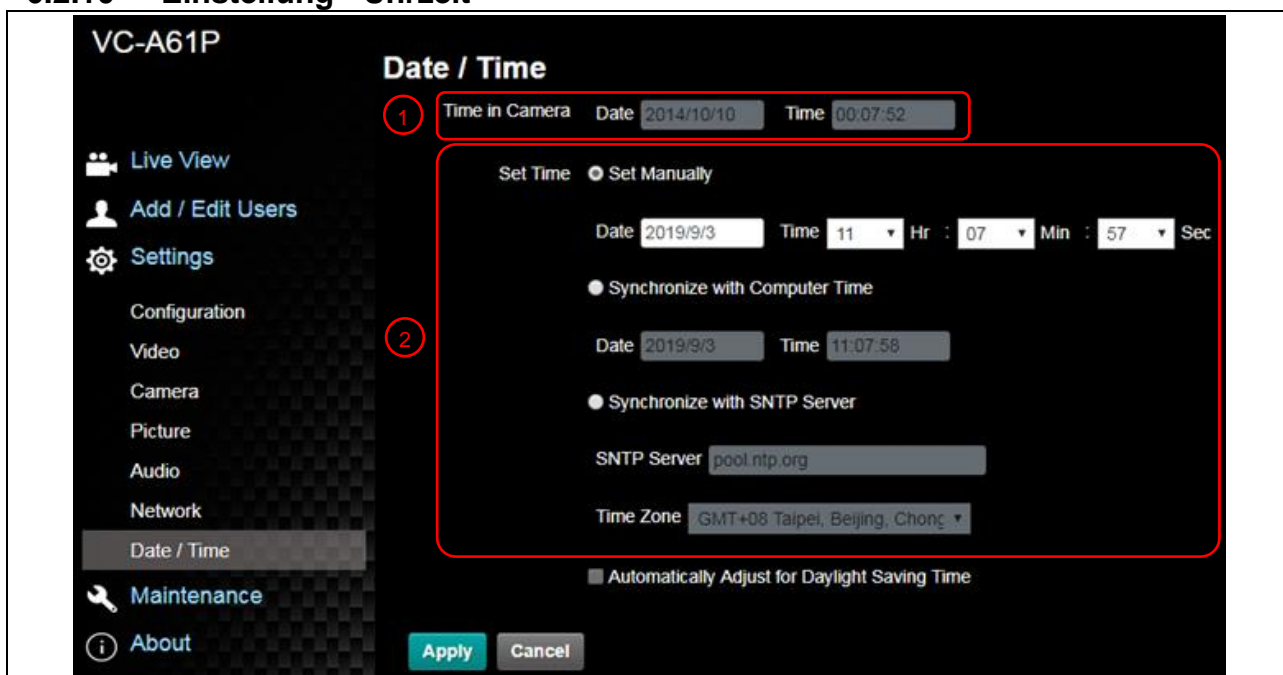 VC-A61P
Date / Time
1 Time in Camera Date 2014/10/10 Time 00:07:52
Live View
Add / Edit Users
Settings
Configuration
Video
Camera
Picture
Audio
Network
Date / Time
Maintenance
About
2
Set Time Set Manually
Date 2019/9/3 Time 11 Hr : 07 Min : 57 Sec
Synchronize with Computer Time
Date 2019/9/3 Time 11:07:58
Synchronize with SNTP Server
SNTP Server pool.ntp.org
Time Zone GMT+08 Taipei, Beijing, Chong
Automatically Adjust for Daylight Saving Time
Apply Cancel